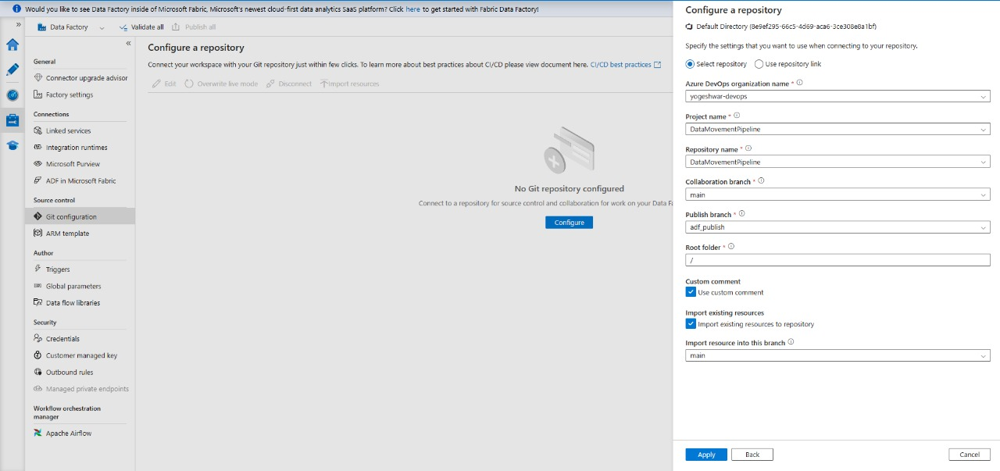 Would you like to see Data Factory inside of Microsoft Fabric, Microsoft's newest cloud-first data analytics SaaS platform? Click here to get started with Fabric Data Factory!
Data Factory
Validate all
Publish all
General
Connector upgrade advisor
Factory settings
Connections
Linked services
Integration runtimes
Microsoft Purview
ADF in Microsoft Fabric
Source control
Git configuration
ARM template
Author
Triggers
Global parameters
Data flow libraries
Security
Credentials
Customer managed key
Outbound rules
Managed private endpoints
Workflow orchestration
manager
Apache Airflow
Configure a repository
Connect your workspace with your Git repository just within few clicks. To learn more about best practices about CI/CD please view document here. CI/CD best practices
Edit
Overwrite live mode
Disconnect
Import resources
No Git repository configured
Connect to a repository for source control and collaboration for work on your Data Fa
Configure
Configure a repository
Default Directory (8e9ef295-66c5-4d69-aca6-3ce308e8a1bf)
Specify the settings that you want to use when connecting to your repository.
Select repository
Use repository link
Azure DevOps organization name *
yogeshwar-devops
Project name *
DataMovementPipeline
Repository name *
DataMovementPipeline
Collaboration branch *
main
Publish branch *
adf_publish
Root folder *
/
Custom comment
Use custom comment
Import existing resources
Import existing resources to repository
Import resource into this branch
main
Apply
Back
Cancel